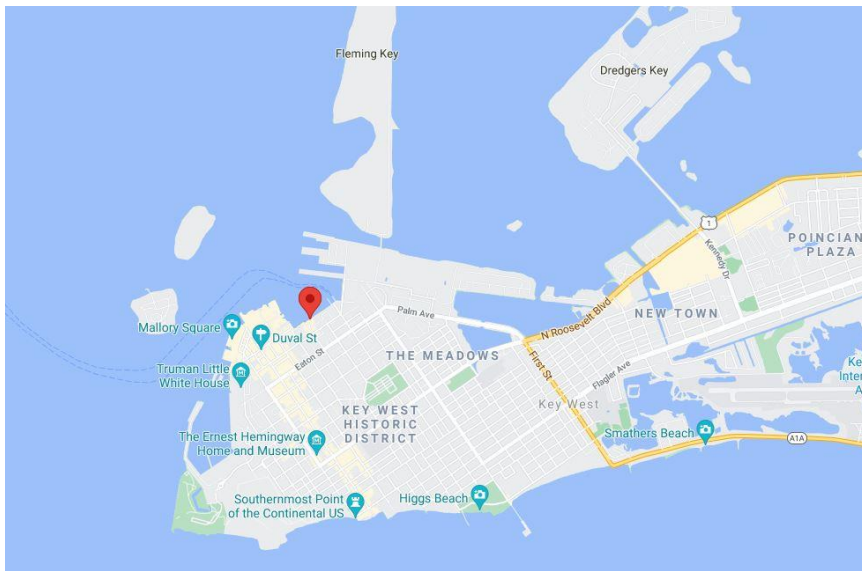 Fleming Key
Dredgers Key
1
POINCIAN
PLAZA
Kennedy Dr
N Roosevelt Blvd
NEW TOWN
Mallory Square
Duval St
Palm Ave
Eaton St
THE MEADOWS
First St
Flagler Ave
Truman Little
White House
KEY WEST
HISTORIC
DISTRICT
Key West
Ke
Inter
A
The Ernest Hemingway
Home and Museum
Smathers Beach
A1A
Southernmost Point
of the Continental US
Higgs Beach